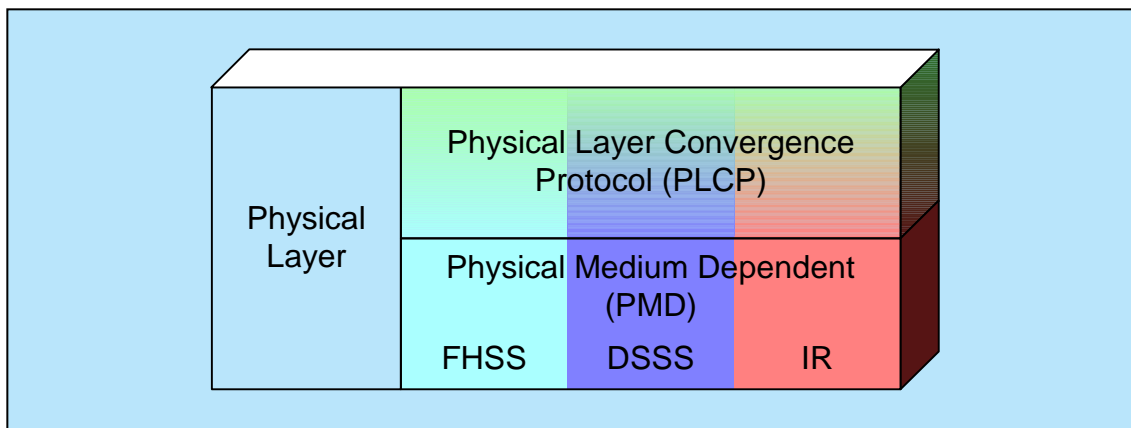 Physical
Layer
Physical Layer Convergence
Protocol (PLCP)
Physical Medium Dependent
(PMD)
FHSS DSSS IR